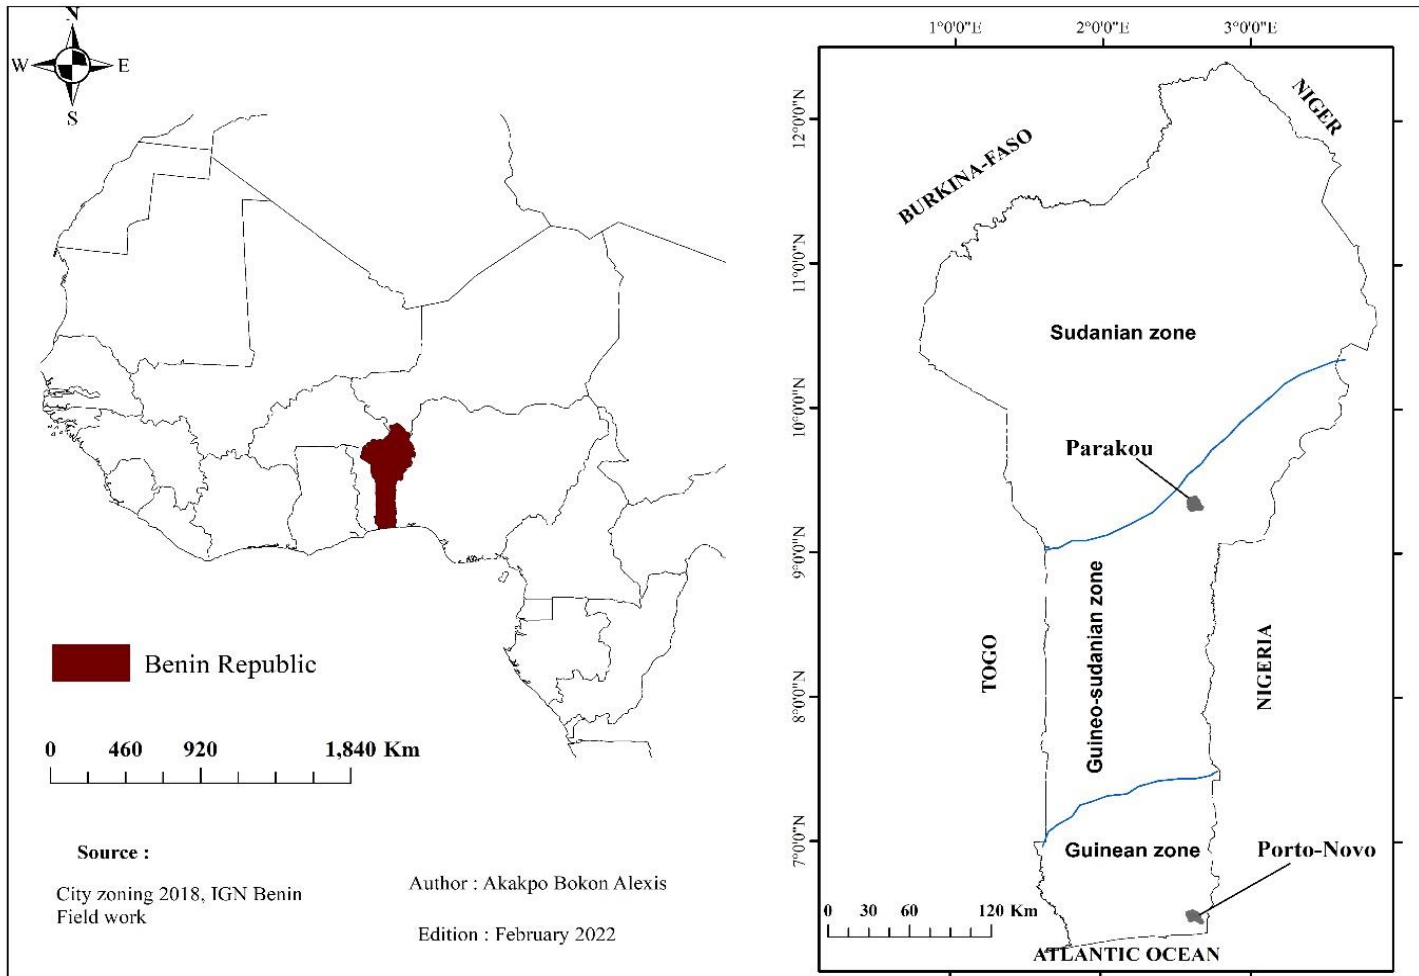 N
W
E
S
Benin Republic
0 460 920 1,840 Km
Source :
City zoning 2018, IGN Benin
Field work
Author : Akakpo Bokon Alexis
Edition : February 2022
1°0'0"E 2°0'0"E 3°0'0"E
12°0'0"N
11°0'0"N
10°0'0"N
9°0'0"N
8°0'0"N
7°0'0"N
BURKINA-FASO
NIGER
Sudanian zone
Parakou
Guineo-sudanian zone
TOGO
NIGERIA
Guinean zone
Porto-Novo
0 30 60 120 Km
ATLANTIC OCEAN